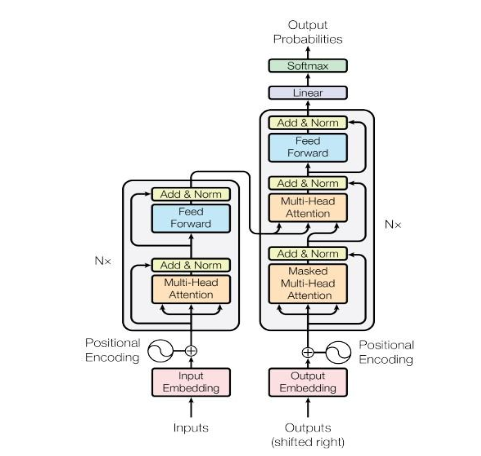 Output
Probabilities
Softmax
Linear
Add & Norm
Feed
Forward
Add & Norm
Multi-Head
Attention
Add & Norm
Masked
Multi-Head
Attention
Nx
Positional
Encoding
Output
Embedding
Outputs
(shifted right)
Add & Norm
Feed
Forward
Add & Norm
Multi-Head
Attention
Nx
Positional
Encoding
Input
Embedding
Inputs